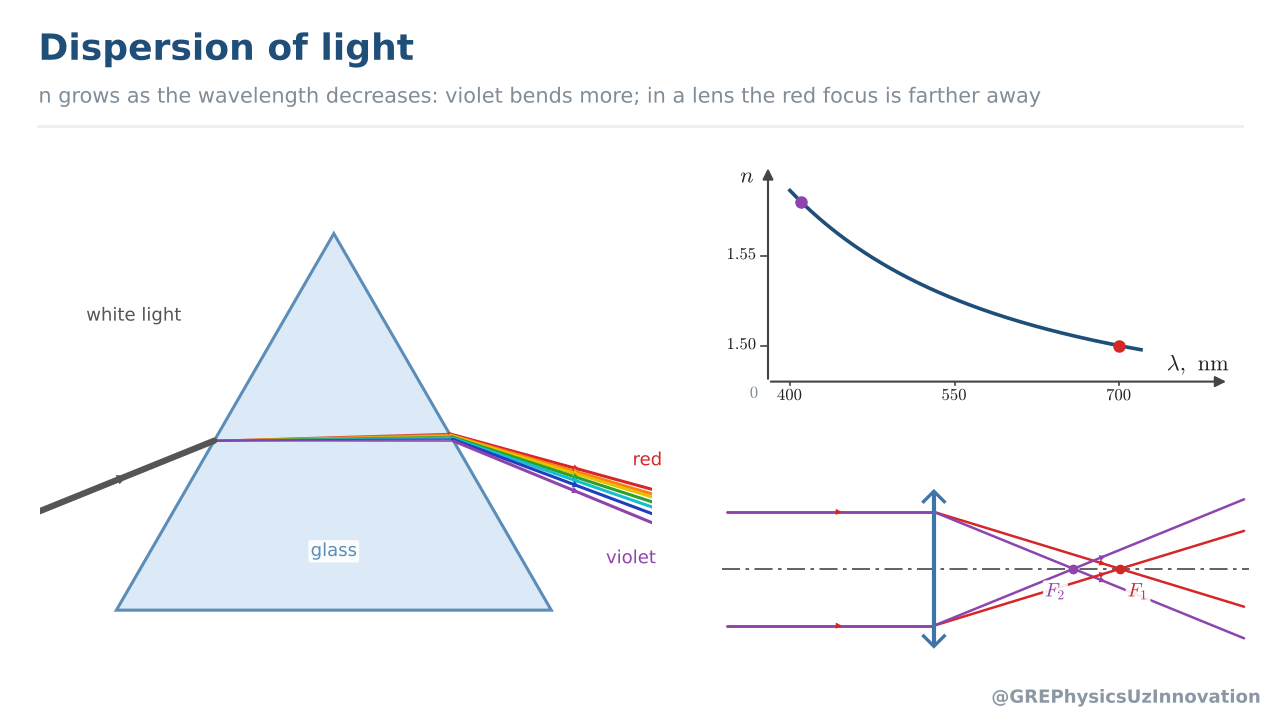 Dispersion of light
n grows as the wavelength decreases: violet bends more; in a lens the red focus is farther away
white light
glass
red
violet
n
1.55
1.50
0
400
550
700
λ, nm
F₂
F₁
@GREPhysicsUzInnovation